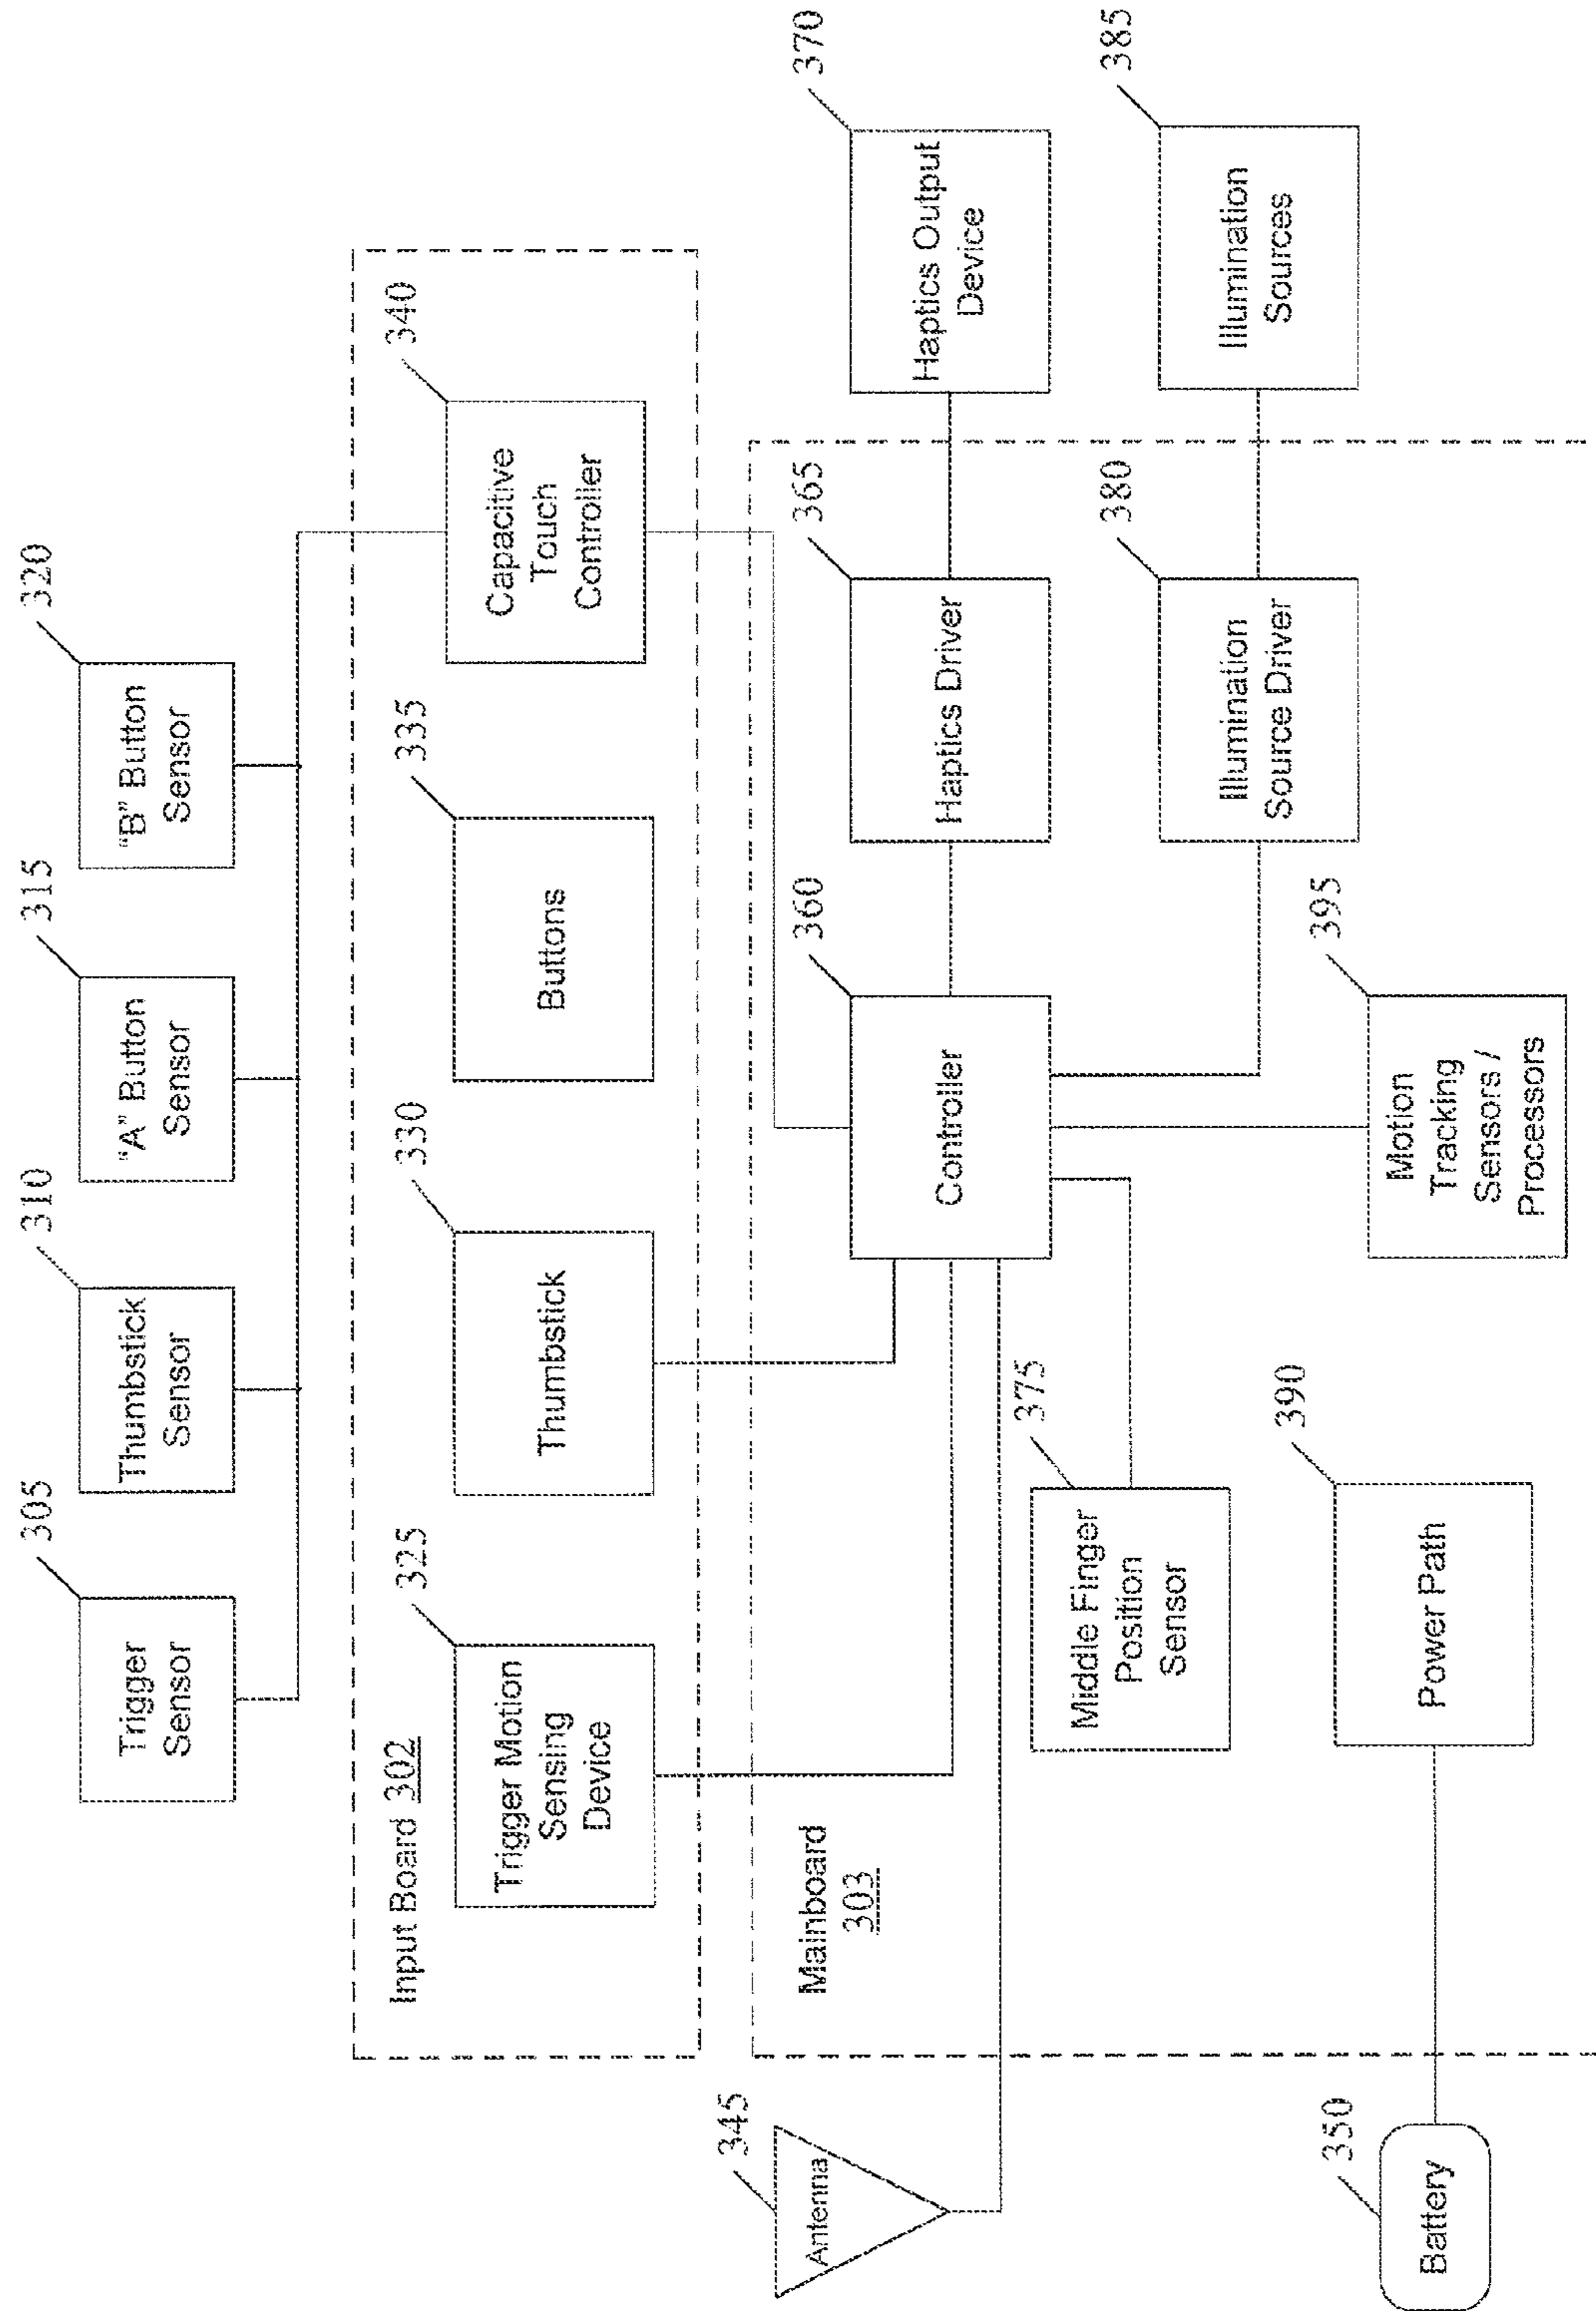 305
Trigger
Sensor
310
Thumbstick
Sensor
315
"A" Button
Sensor
320
"B" Button
Sensor
Input Board 302
325
Trigger Motion
Sensing
Device
330
Thumbstick
335
Buttons
340
Capacitive
Touch
Controller
345
Antenna
Mainboard
303
360
Controller
365
Haptics Driver
370
Haptics Output
Device
375
Middle Finger
Position
Sensor
380
Illumination
Source Driver
385
Illumination
Sources
350
Battery
390
Power Path
395
Motion
Tracking
Sensors /
Processors